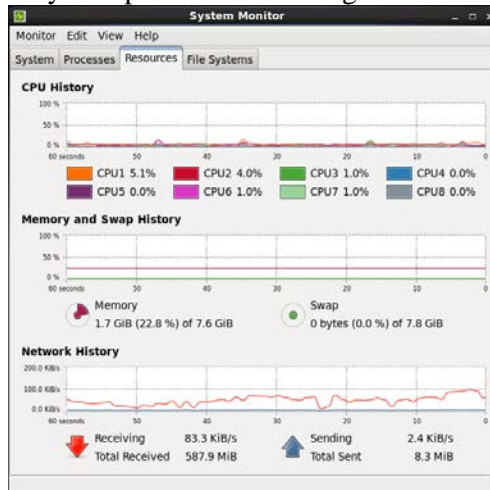 System Monitor
Monitor Edit View Help
System Processes Resources File Systems
CPU History
100 %
50 %
0 %
60 seconds 50 40 30 20 10 0
CPU1 5.1% CPU2 4.0% CPU3 1.0% CPU4 0.0%
CPU5 0.0% CPU6 1.0% CPU7 1.0% CPU8 0.0%
Memory and Swap History
100 %
50 %
0 %
60 seconds 50 40 30 20 10 0
Memory Swap
1.7 GiB (22.8 %) of 7.6 GiB 0 bytes (0.0 %) of 7.8 GiB
Network History
200.0 KiB/s
100.0 KiB/s
0.0 KiB/s
60 seconds 50 40 30 20 10 0
Receiving 83.3 KiB/s Sending 2.4 KiB/s
Total Received 587.9 MiB Total Sent 8.3 MiB